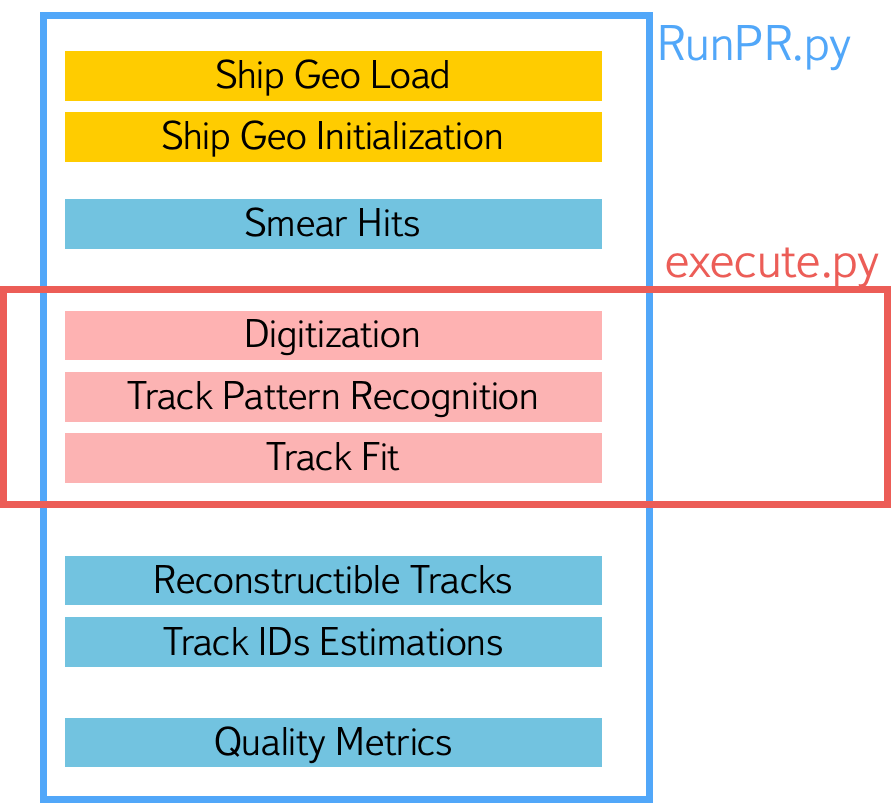 RunPR.py
Ship Geo Load
Ship Geo Initialization
Smear Hits
execute.py
Digitization
Track Pattern Recognition
Track Fit
Reconstructible Tracks
Track IDs Estimations
Quality Metrics